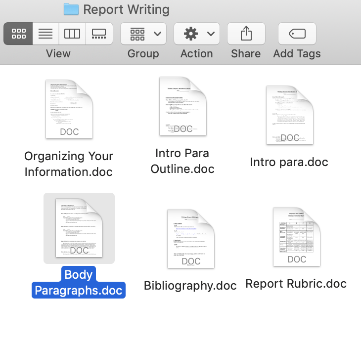 Report Writing
View Group Action Share Add Tags
DOC DOC DOC
Organizing Your
Information.doc
Intro Para
Outline.doc
Intro para.doc
DOC DOC DOC
Body
Paragraphs.doc
Bibliography.doc
Report Rubric.doc